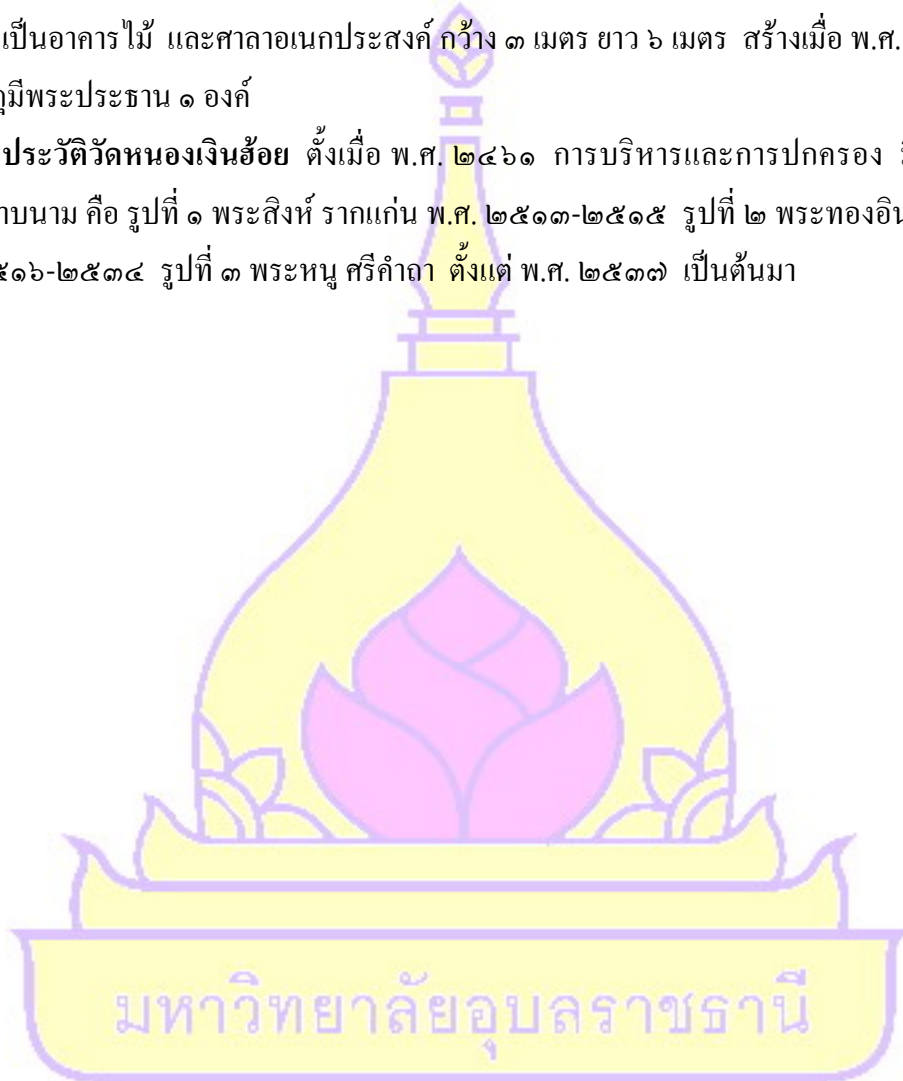 เป็นอาคารไม้ และศาลาอเนกประสงค์ กว้าง ๓ เมตร ยาว ๖ เมตร สร้างเมื่อ พ.ศ.
มีพระประธาน ๑ องค์
ประวัติวัดหนองเงินฮ้อย ตั้งเมื่อ พ.ศ. ๒๔๖๑ การบริหารและการปกครอง
าบนาม คือ รูปที่ ๑ พระสิงห์ รากแก่น พ.ศ. ๒๕๑๓-๒๕๑๕ รูปที่ ๒ พระทองอิน
๕๑๖-๒๕๓๔ รูปที่ ๓ พระหนู ศรีคำถา ตั้งแต่ พ.ศ. ๒๕๓๗ เป็นต้นมา
มหาวิทยาลัยอุบลราชธานี